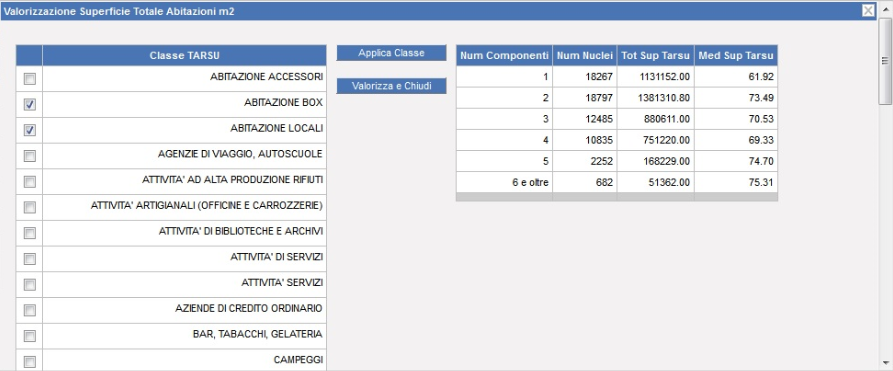 Valorizzazione Superficie Totale Abitazioni m2
Classe TARSU
ABITAZIONE ACCESSORI
ABITAZIONE BOX
ABITAZIONE LOCALI
AGENZIE DI VIAGGIO, AUTOSCUOLE
ATTIVITA' AD ALTA PRODUZIONE RIFIUTI
ATTIVITA' ARTIGIANALI (OFFICINE E CARROZZERIE)
ATTIVITA' DI BIBLIOTECHE E ARCHIVI
ATTIVITA' DI SERVIZI
ATTIVITA' SERVIZI
AZIENDE DI CREDITO ORDINARIO
BAR, TABACCHI, GELATERIA
CAMPEGGI
Applica Classe
Valorizza e Chiudi
Num Componenti Num Nuclei Tot Sup Tarsu Med Sup Tarsu
1 18267 1131152.00 61.92
2 18797 1381310.80 73.49
3 12485 880611.00 70.53
4 10835 751220.00 69.33
5 2252 168229.00 74.70
6 e oltre 682 51362.00 75.31